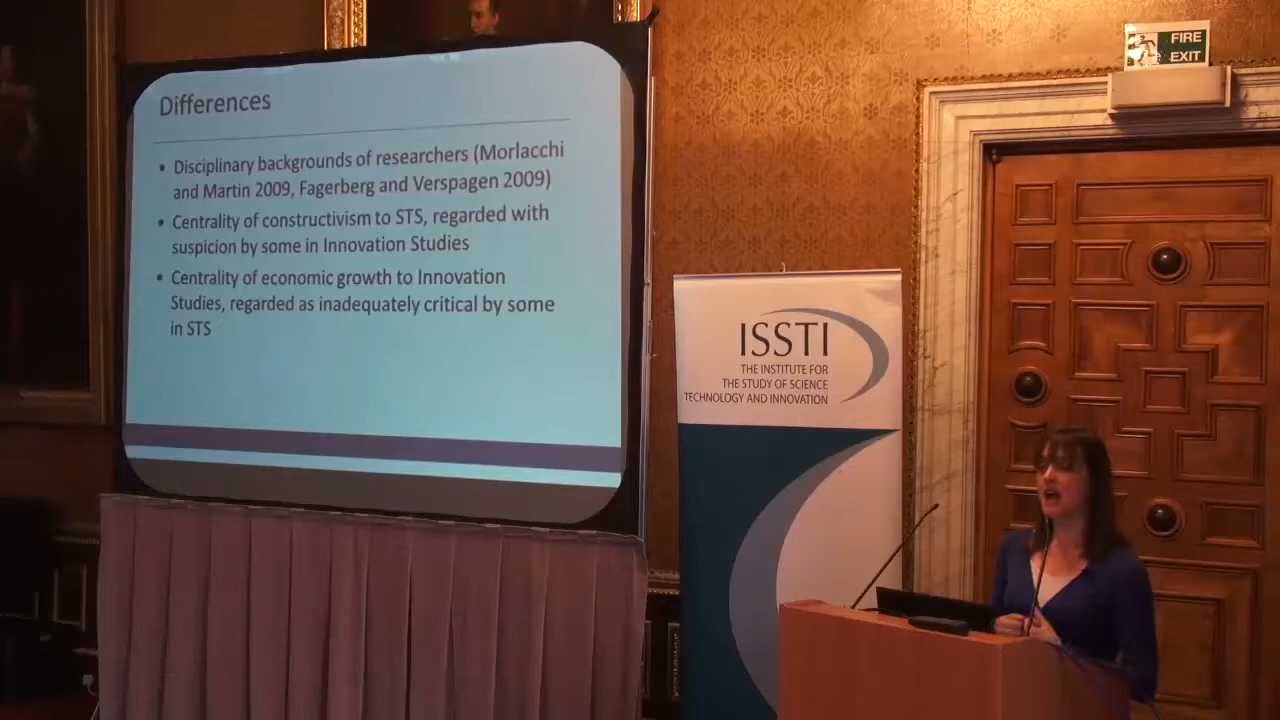 Differences
• Disciplinary backgrounds of researchers (Morlacchi
and Martin 2009, Fagerberg and Verspagen 2009)
• Centrality of constructivism to STS, regarded with
suspicion by some in Innovation Studies
• Centrality of economic growth to Innovation
Studies, regarded as inadequately critical by some
in STS
ISSTI
THE INSTITUTE FOR
THE STUDY OF SCIENCE
TECHNOLOGY AND INNOVATION
FIRE
EXIT